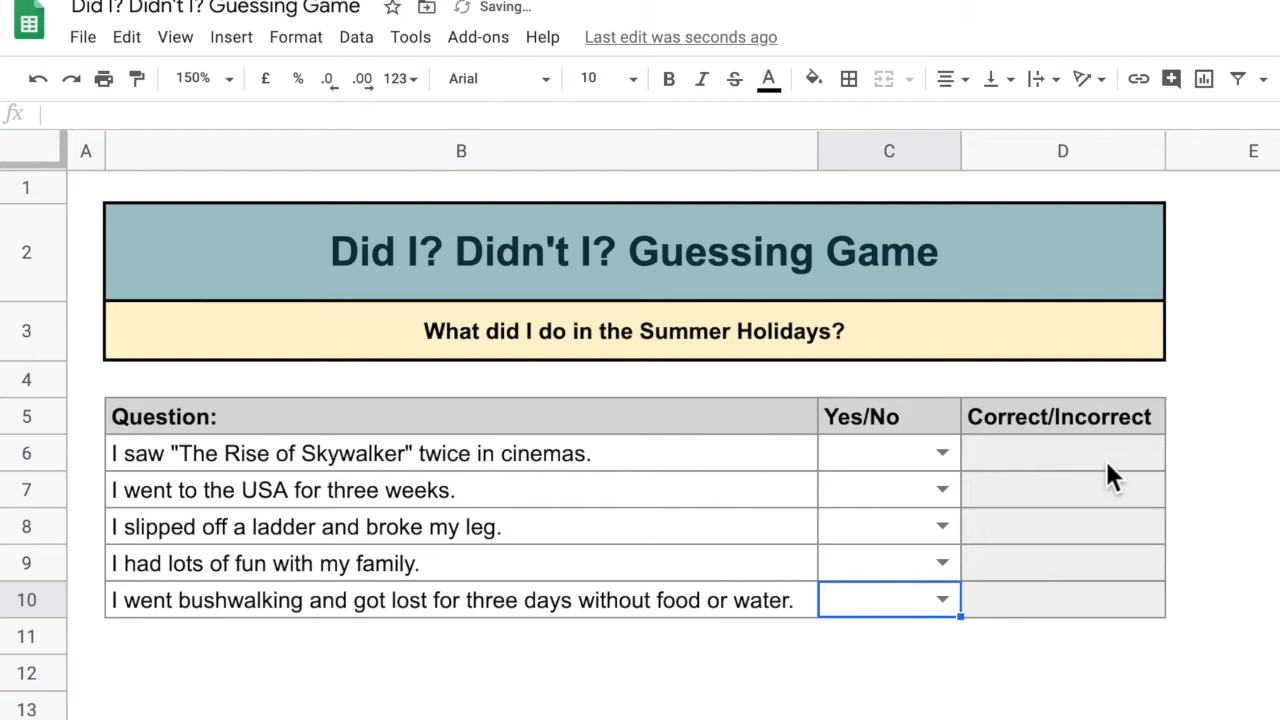 Did I? Didn't I? Guessing Game Saving...
File Edit View Insert Format Data Tools Add-ons Help Last edit was seconds ago
150% £ % .0 .00 123 Arial 10 B I S A
fx
A B C D E
1
2 Did I? Didn't I? Guessing Game
3 What did I do in the Summer Holidays?
4
5 Question: Yes/No Correct/Incorrect
6 I saw "The Rise of Skywalker" twice in cinemas.
7 I went to the USA for three weeks.
8 I slipped off a ladder and broke my leg.
9 I had lots of fun with my family.
10 I went bushwalking and got lost for three days without food or water.
11
12
13